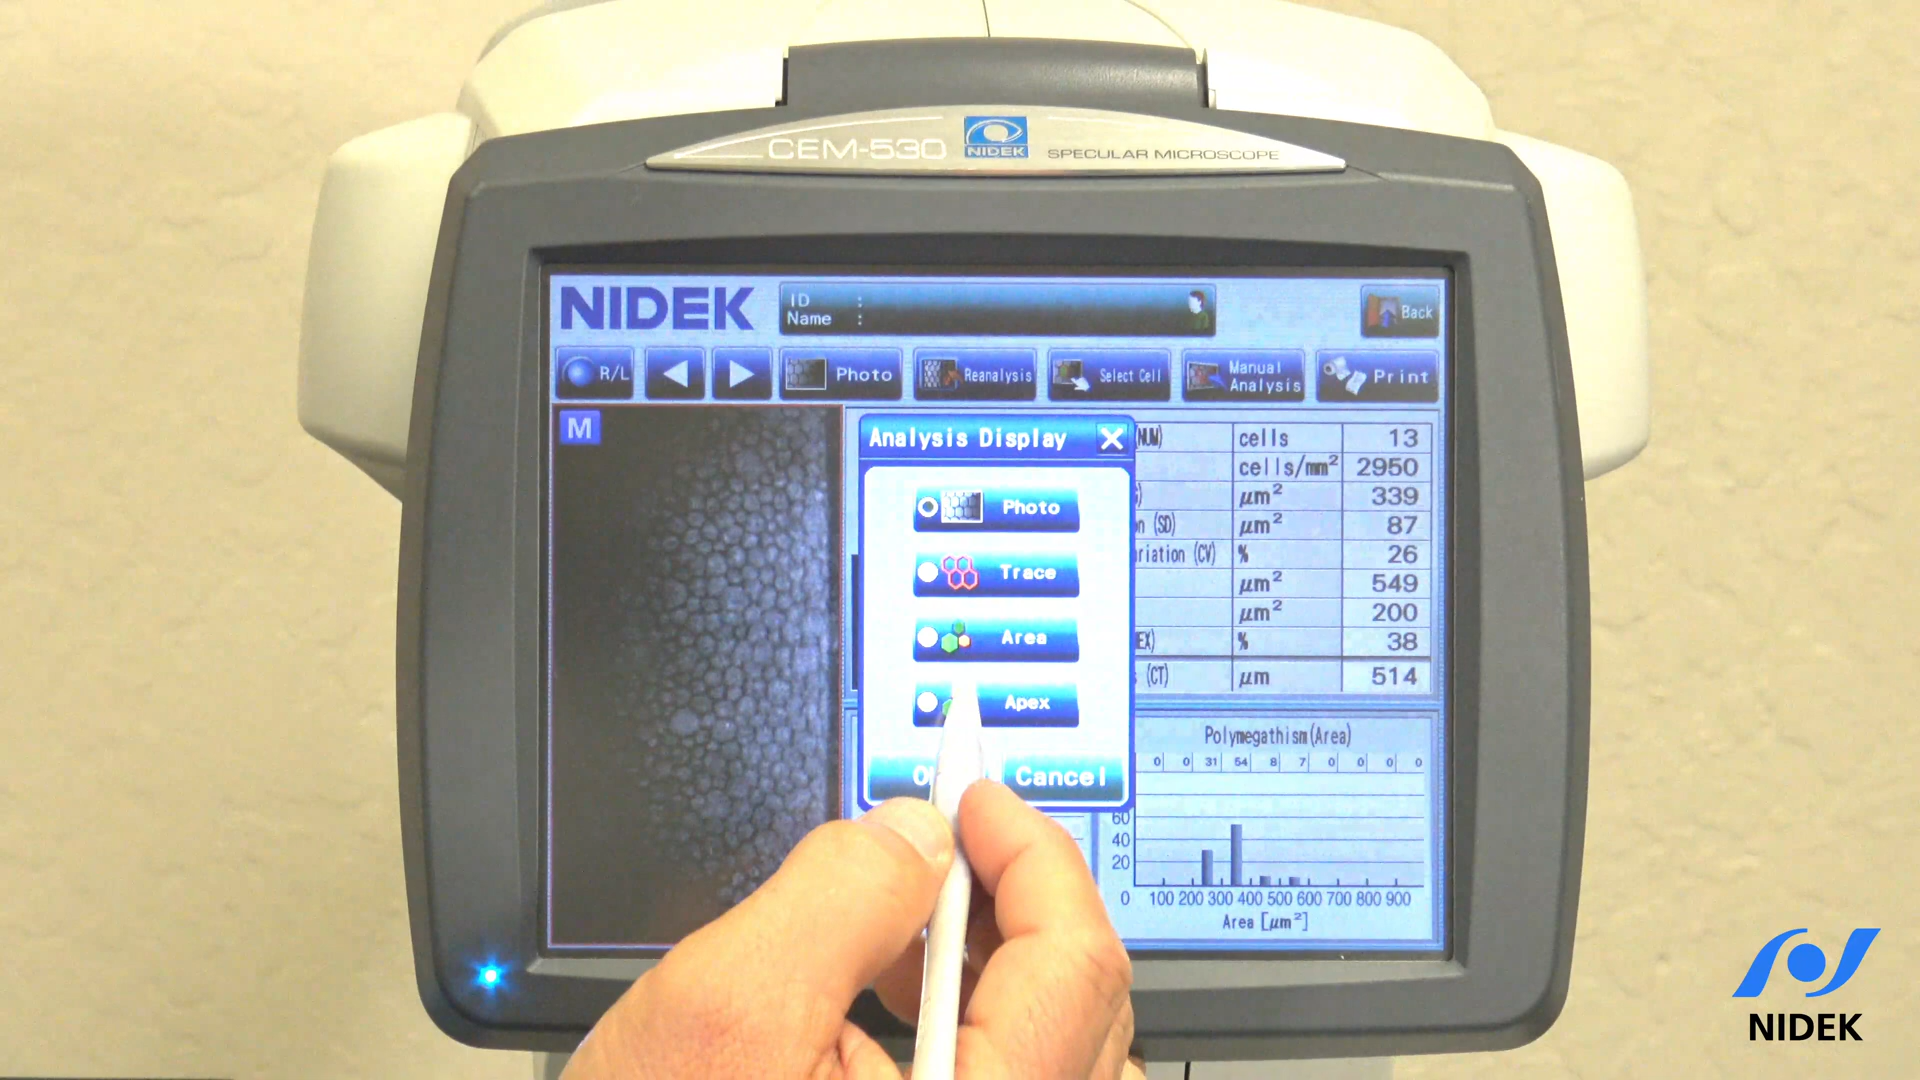 CEM-530 NIDEK SPECULAR MICROSCOPE
NIDEK
ID :
Name :
Back
R/L
Photo
Reanalysis
Select Cell
Manual
Analysis
Print
M
Analysis Display
Photo
Trace
Area
Apex
Cancel
(NUM) cells 13
cells/mm² 2950
μm² 339
(SD) μm² 87
(CV) % 26
μm² 549
μm² 200
% 38
(CT) μm 514
Polymegathism(Area)
0 0 31 54 8 7 0 0 0
60
40
20
0 100 200 300 400 500 600 700 800 900
Area [μm²]
NIDEK